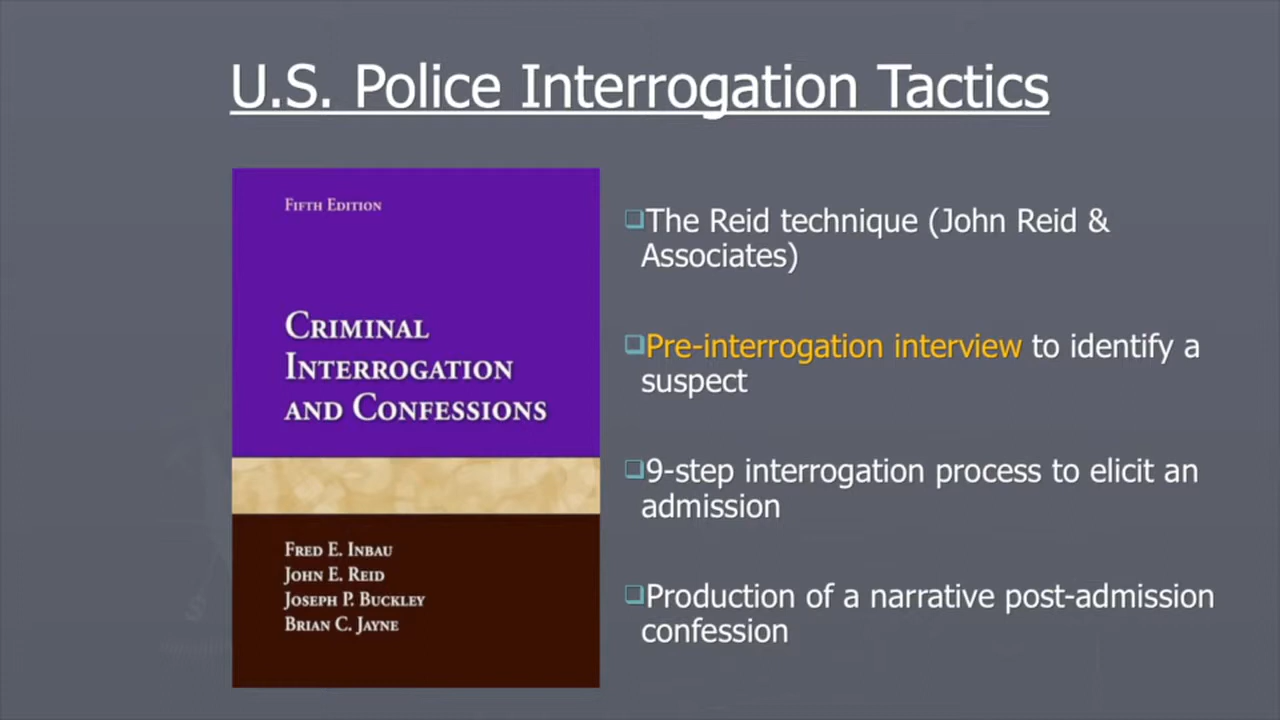 U.S. Police Interrogation Tactics
FIFTH EDITION
CRIMINAL
INTERROGATION
AND CONFESSIONS
FRED E. INBAU
JOHN E. REID
JOSEPH P. BUCKLEY
BRIAN C. JAYNE
The Reid technique (John Reid &
Associates)
Pre-interrogation interview to identify a
suspect
9-step interrogation process to elicit an
admission
Production of a narrative post-admission
confession